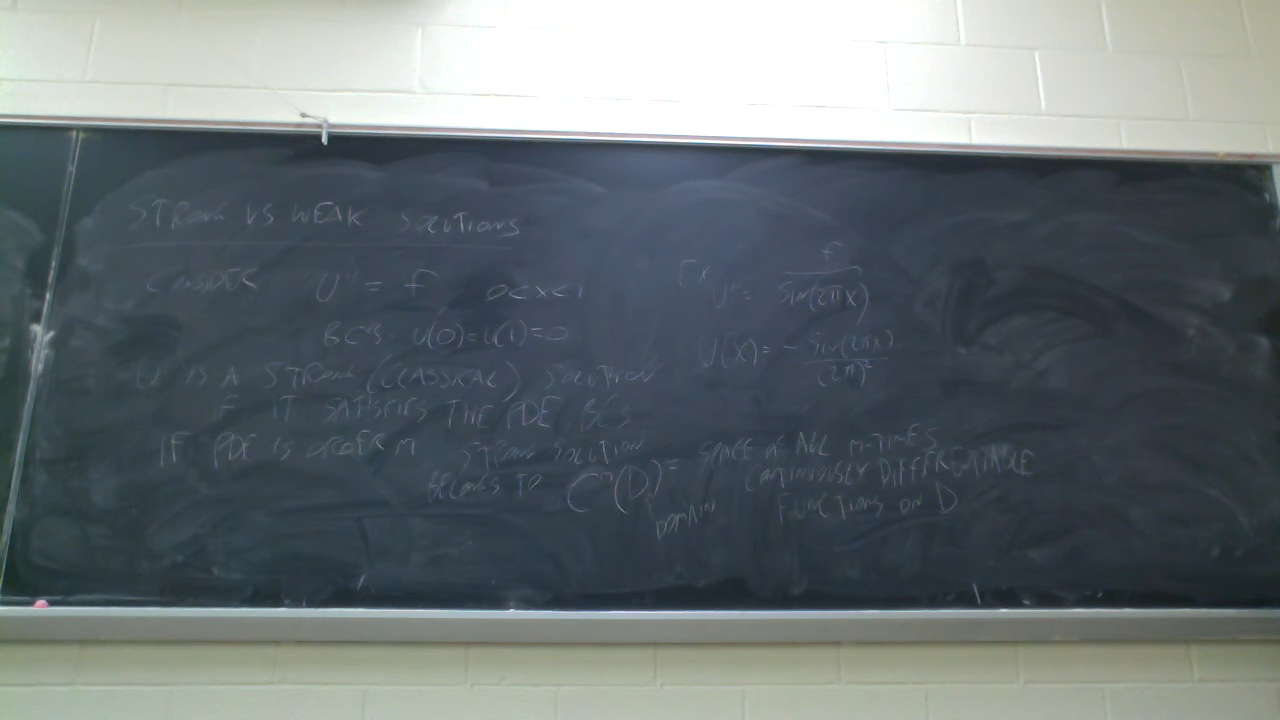 STRONG VS WEAK SOLUTIONS
CONSIDER U'' = f 0<x<1
BC'S. U(0)=U(1)=0
U IS A STRONG (CLASSICAL) SOLUTION
IF IT SATISFIES THE PDE, BCs
IF PDE IS ORDER M STRONG SOLUTION
BELONGS TO C^m(D) = SPACE OF ALL M-TIMES
CONTINUOUSLY DIFFERENTIABLE
DOMAIN FUNCTIONS ON D
f
Ex U'' = Sin(2πx)
U(x) = - Sin(2πx)/(2π)²